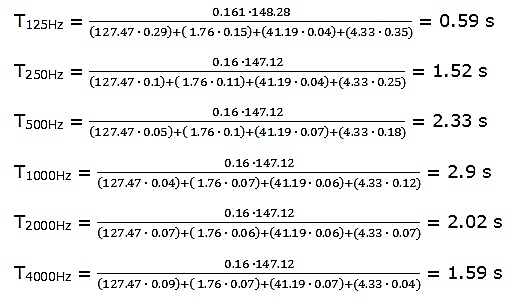 T125Hz = 0.161 ·148.28 / (127.47 · 0.29)+( 1.76 · 0.15)+(41.19 · 0.04)+(4.33 · 0.35) = 0.59 s
T250Hz = 0.16 ·147.12 / (127.47 · 0.1)+( 1.76 · 0.11)+(41.19 · 0.04)+(4.33 · 0.25) = 1.52 s
T500Hz = 0.16 ·147.12 / (127.47 · 0.05)+( 1.76 · 0.1)+(41.19 · 0.07)+(4.33 · 0.18) = 2.33 s
T1000Hz = 0.16 ·147.12 / (127.47 · 0.04)+( 1.76 · 0.07)+(41.19 · 0.06)+(4.33 · 0.12) = 2.9 s
T2000Hz = 0.16 ·147.12 / (127.47 · 0.07)+( 1.76 · 0.06)+(41.19 · 0.06)+(4.33 · 0.07) = 2.02 s
T4000Hz = 0.16 ·147.12 / (127.47 · 0.09)+( 1.76 · 0.07)+(41.19 · 0.06)+(4.33 · 0.04) = 1.59 s